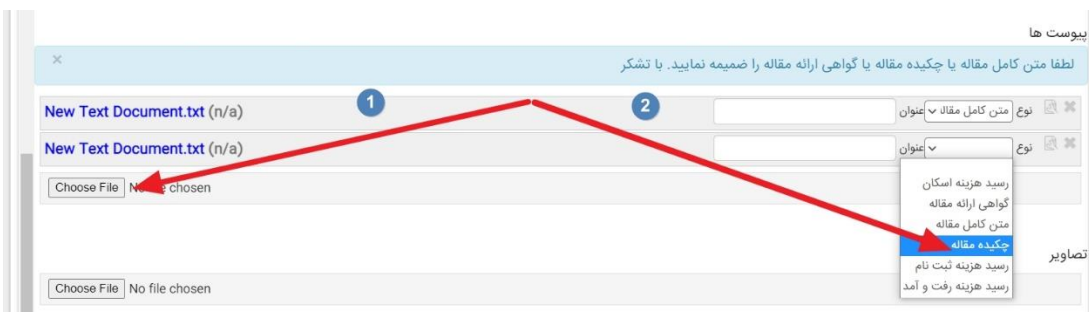 پیوست ها
لطفا متن کامل مقاله یا چکیده مقاله یا گواهی ارائه مقاله را ضمیمه نمایید. با تشکر ×
نوع متن کامل مقاله عنوان 2 1 New Text Document.txt (n/a)
نوع عنوان New Text Document.txt (n/a)
Choose File No file chosen
رسید هزینه اسکان
گواهی ارائه مقاله
متن کامل مقاله
چکیده مقاله
رسید هزینه ثبت نام
رسید هزینه رفت و آمد
تصاویر
Choose File No file chosen